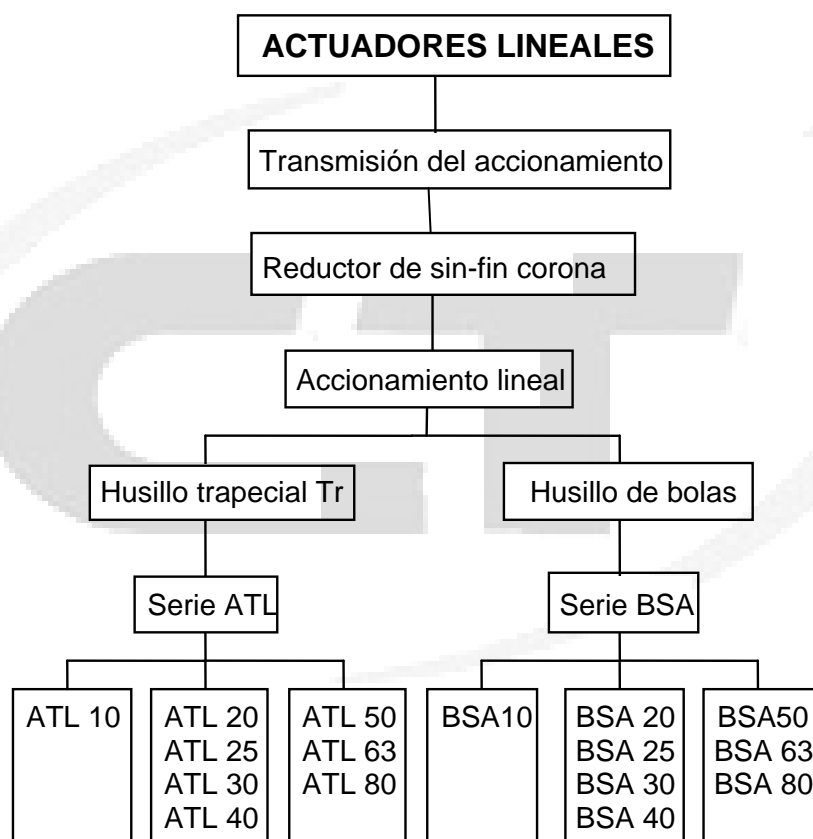 ACTUADORES LINEALES
Transmisión del accionamiento
Reductor de sin-fin corona
Accionamiento lineal
Husillo trapecial Tr
Husillo de bolas
Serie ATL
Serie BSA
ATL 10
ATL 20
ATL 25
ATL 30
ATL 40
ATL 50
ATL 63
ATL 80
BSA10
BSA 20
BSA 25
BSA 30
BSA 40
BSA50
BSA 63
BSA 80
CT